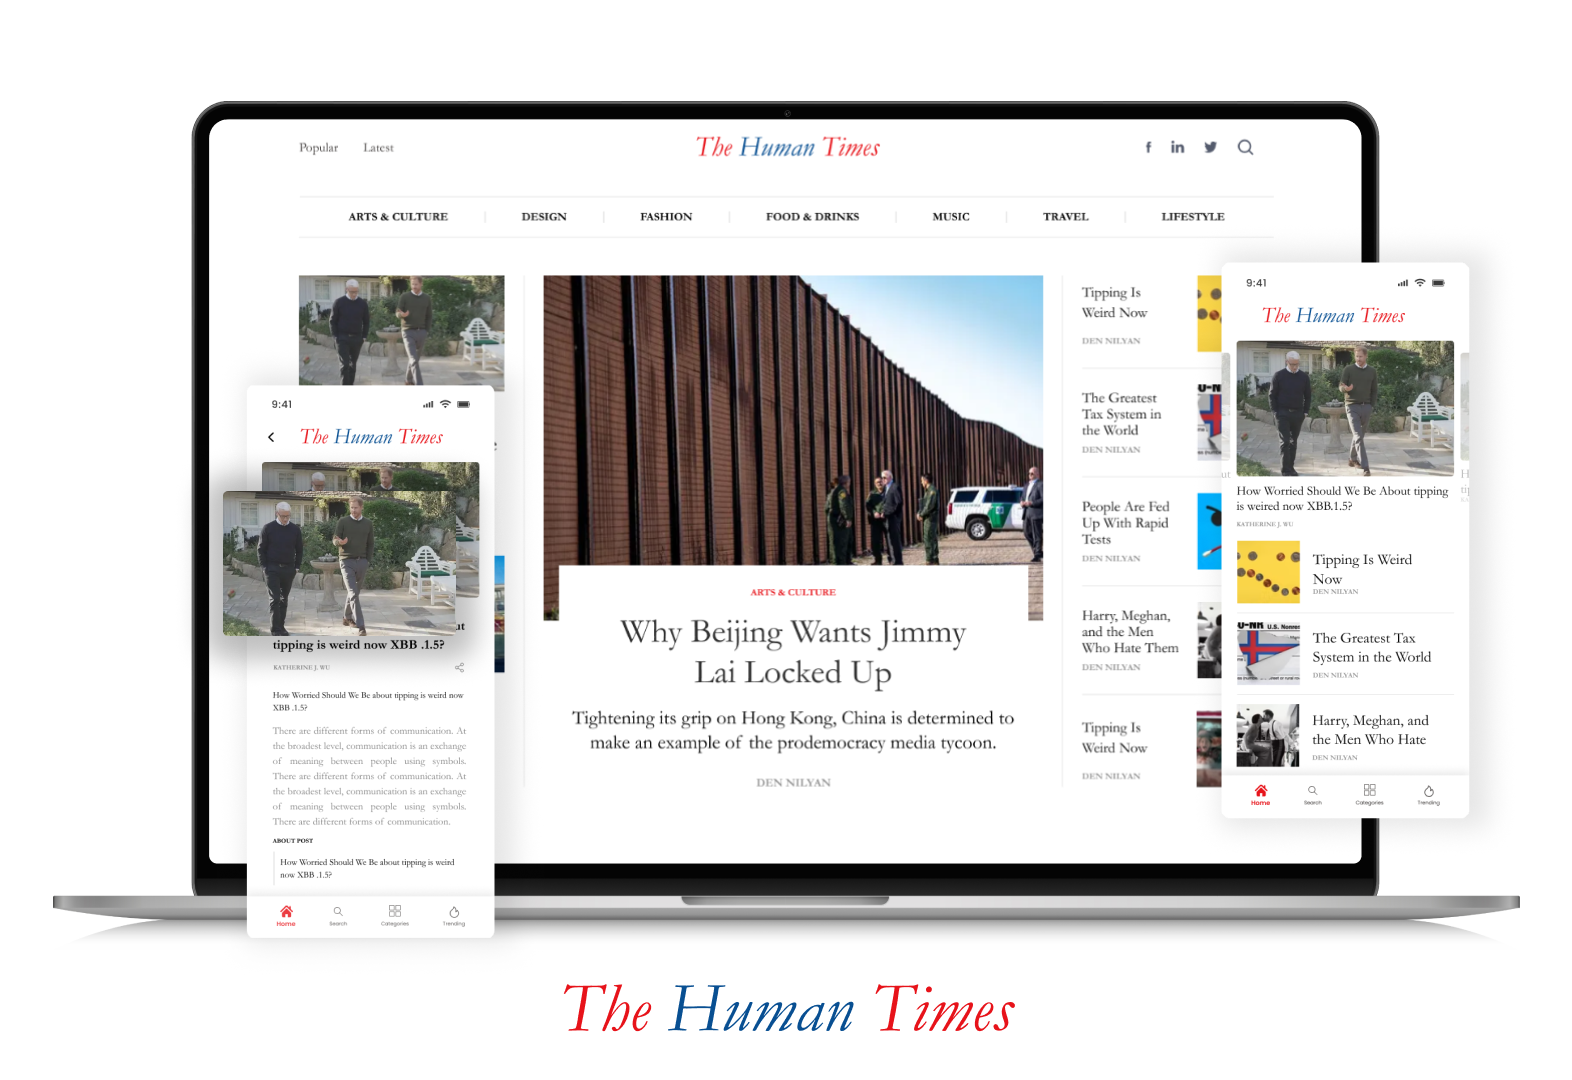 Popular
Latest
The Human Times
f
in
ARTS & CULTURE
DESIGN
FASHION
FOOD & DRINKS
MUSIC
TRAVEL
LIFESTYLE
ARTS & CULTURE
Why Beijing Wants Jimmy
Lai Locked Up
Tightening its grip on Hong Kong, China is determined to
make an example of the prodemocracy media tycoon.
DEN NILYAN
Tipping Is
Weird Now
DEN NILYAN
The Greatest
Tax System in
the World
DEN NILYAN
People Are Fed
Up With Rapid
Tests
DEN NILYAN
Harry, Meghan,
and the Men
Who Hate Them
DEN NILYAN
Tipping Is
Weird Now
DEN NILYAN
9:41
The Human Times
tipping is weird now XBB .1.5?
KATHERINE J. WU
How Worried Should We Be about tipping is weird now
XBB .1.5?
There are different forms of communication. At
the broadest level, communication is an exchange
of meaning between people using symbols.
There are different forms of communication. At
the broadest level, communication is an exchange
of meaning between people using symbols.
There are different forms of communication.
ABOUT POST
How Worried Should We Be about tipping is weird
now XBB .1.5?
Home
Search
Categories
Trending
9:41
The Human Times
How Worried Should We Be About tipping
is weired now XBB.1.5?
KATHERINE J. WU
Tipping Is Weird
Now
DEN NILYAN
U.S. Nonres
The Greatest Tax
System in the World
DEN NILYAN
Harry, Meghan, and
the Men Who Hate
DEN NILYAN
Home
Search
Categories
Trending
The Human Times